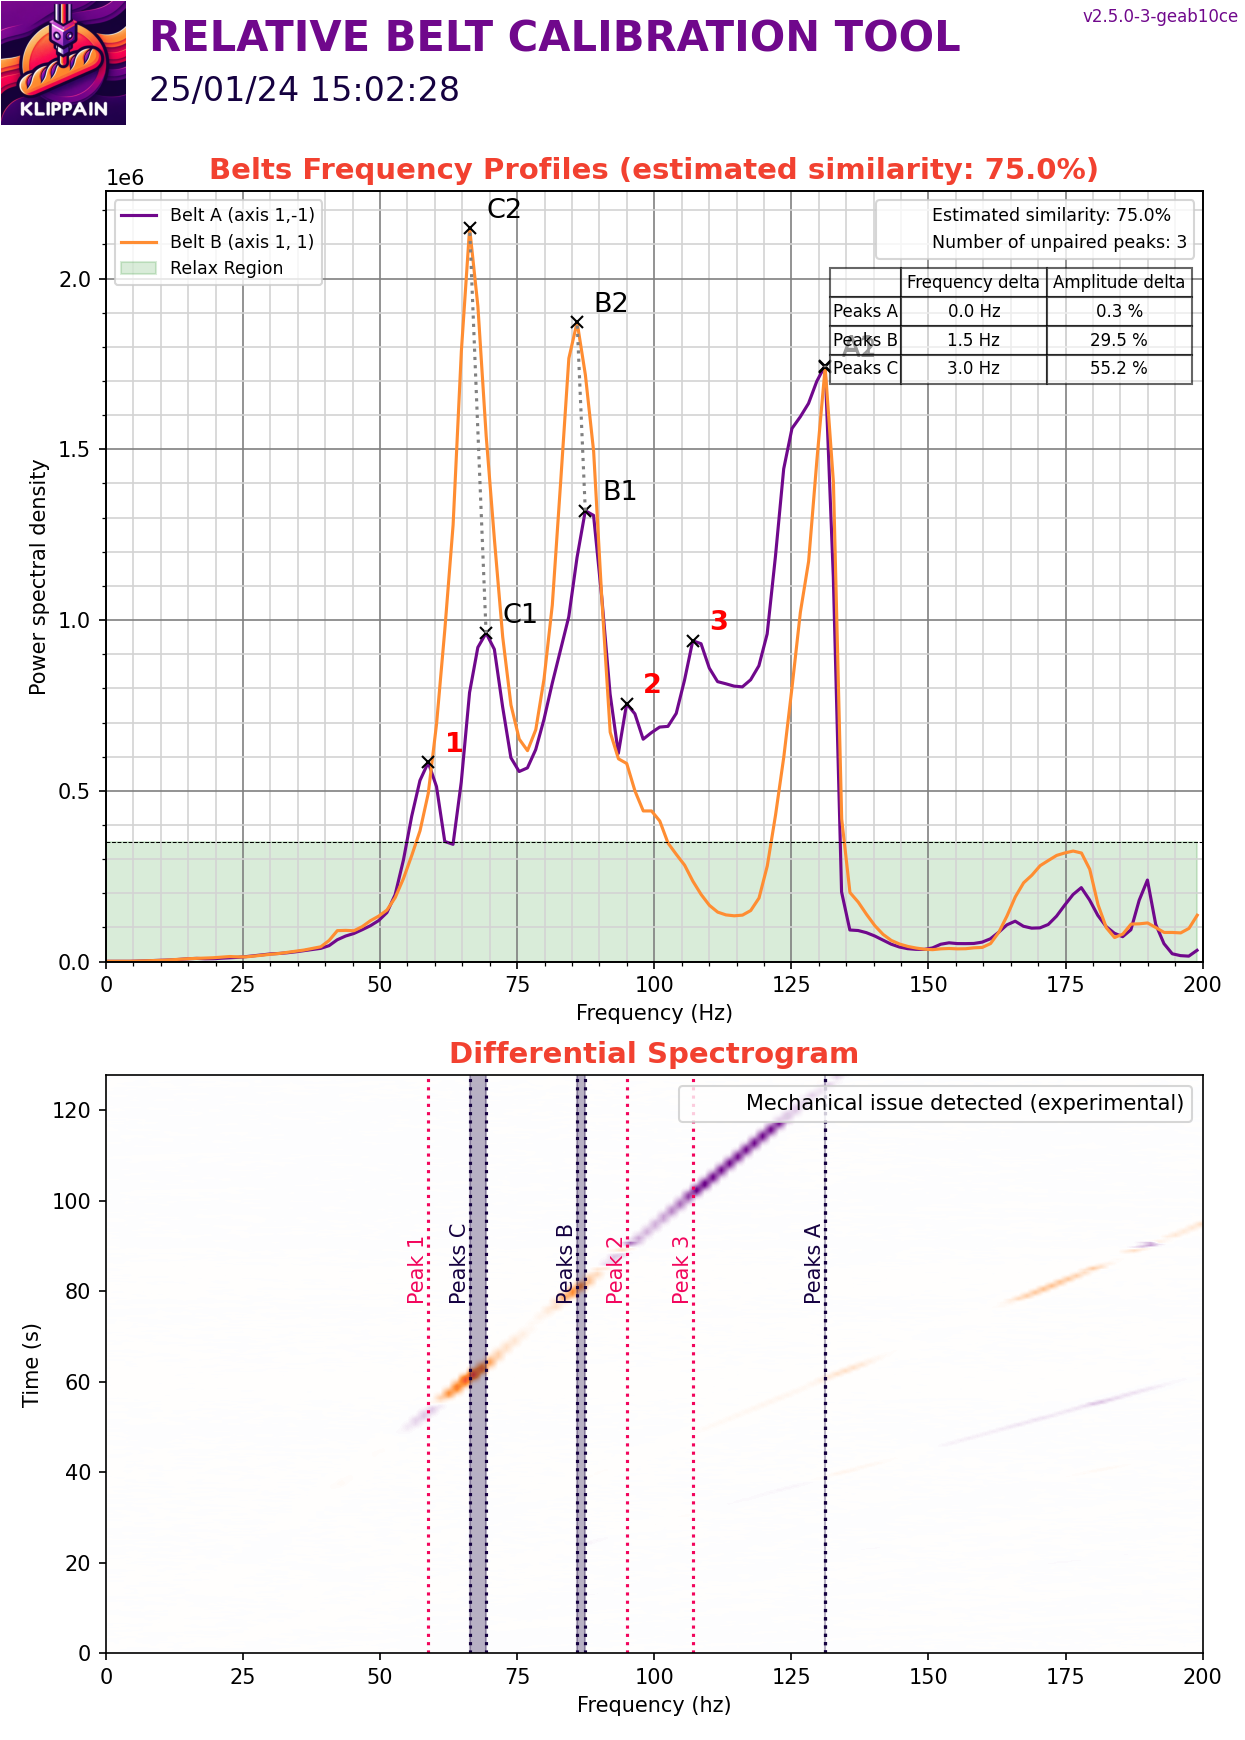 v2.5.0-3-geab10ce
RELATIVE BELT CALIBRATION TOOL
25/01/24 15:02:28
KLIPPAIN
Belts Frequency Profiles (estimated similarity: 75.0%)
1e6
Belt A (axis 1,-1)
Belt B (axis 1, 1)
Relax Region
Estimated similarity: 75.0%
Number of unpaired peaks: 3
Frequency delta Amplitude delta
Peaks A 0.0 Hz 0.3 %
Peaks B 1.5 Hz 29.5 %
Peaks C 3.0 Hz 55.2 %
C2
B2
A2
B1
C1
3
2
1
Power spectral density
2.0
1.5
1.0
0.5
0.0
0 25 50 75 100 125 150 175 200
Frequency (Hz)
Differential Spectrogram
Mechanical issue detected (experimental)
Peak 1
Peaks C
Peaks B
Peak 2
Peak 3
Peaks A
Time (s)
120
100
80
60
40
20
0
0 25 50 75 100 125 150 175 200
Frequency (hz)